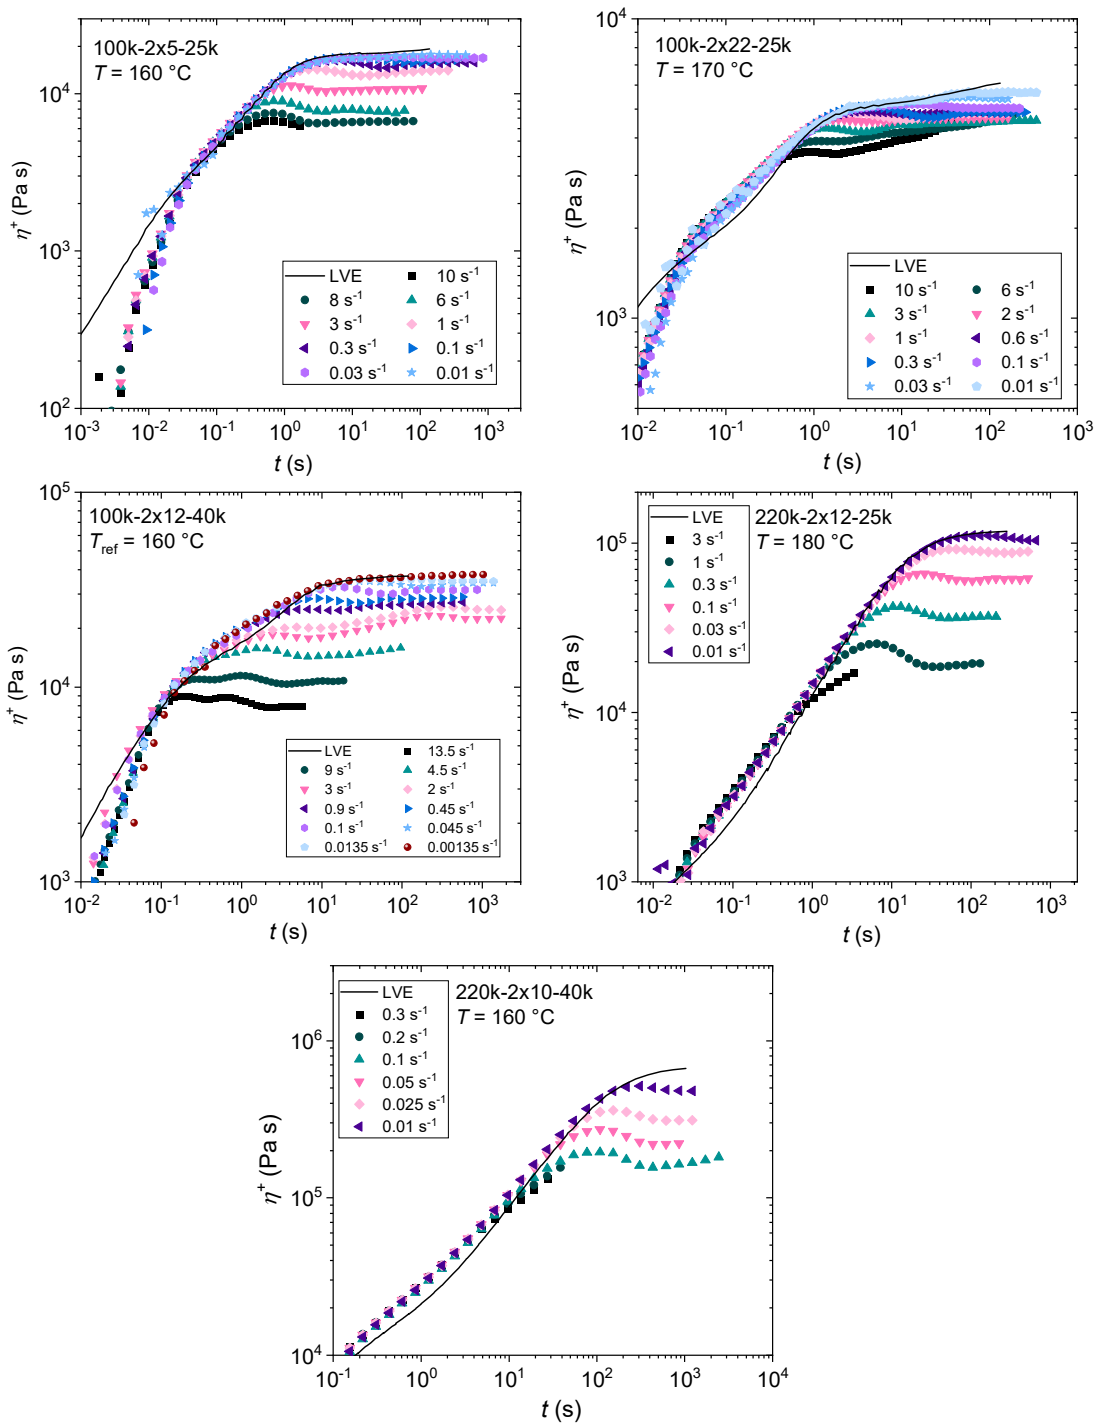 100k-2x5-25k
T = 160 °C
10⁴
10³
10²
η⁺ (Pa s)
LVE
10 s⁻¹
8 s⁻¹
6 s⁻¹
3 s⁻¹
1 s⁻¹
0.3 s⁻¹
0.1 s⁻¹
0.03 s⁻¹
0.01 s⁻¹
10⁻³ 10⁻² 10⁻¹ 10⁰ 10¹ 10² 10³
t (s)
10⁴
100k-2x22-25k
T = 170 °C
10³
η⁺ (Pa s)
LVE
10 s⁻¹
6 s⁻¹
3 s⁻¹
2 s⁻¹
1 s⁻¹
0.6 s⁻¹
0.3 s⁻¹
0.1 s⁻¹
0.03 s⁻¹
0.01 s⁻¹
10⁻² 10⁻¹ 10⁰ 10¹ 10² 10³
t (s)
10⁵
100k-2x12-40k
Tref = 160 °C
10⁴
10³
η⁺ (Pa s)
LVE
13.5 s⁻¹
9 s⁻¹
4.5 s⁻¹
3 s⁻¹
2 s⁻¹
0.9 s⁻¹
0.45 s⁻¹
0.1 s⁻¹
0.045 s⁻¹
0.0135 s⁻¹
0.00135 s⁻¹
10⁻² 10⁻¹ 10⁰ 10¹ 10² 10³
t (s)
220k-2x12-25k
T = 180 °C
10⁵
10⁴
10³
η⁺ (Pa s)
LVE
3 s⁻¹
1 s⁻¹
0.3 s⁻¹
0.1 s⁻¹
0.03 s⁻¹
0.01 s⁻¹
10⁻² 10⁻¹ 10⁰ 10¹ 10² 10³
t (s)
220k-2x10-40k
T = 160 °C
10⁶
10⁵
10⁴
η⁺ (Pa s)
LVE
0.3 s⁻¹
0.2 s⁻¹
0.1 s⁻¹
0.05 s⁻¹
0.025 s⁻¹
0.01 s⁻¹
10⁻¹ 10⁰ 10¹ 10² 10³ 10⁴
t (s)